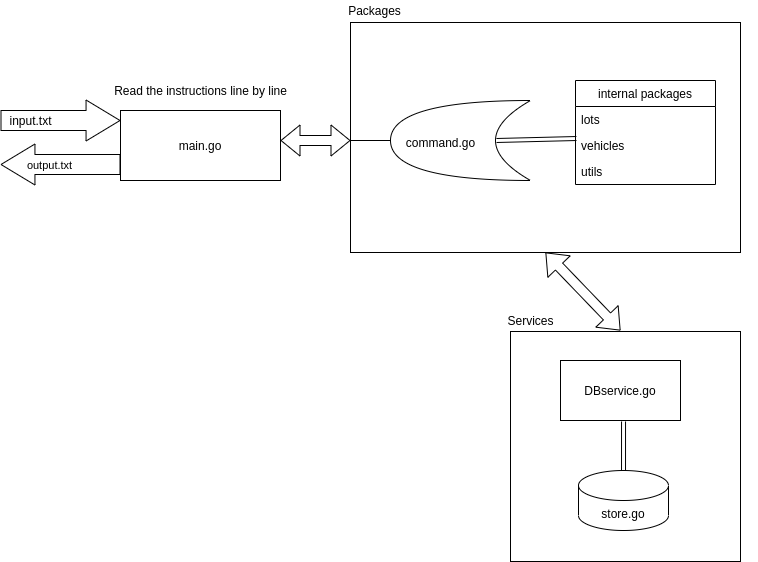 Packages
Read the instructions line by line
input.txt
main.go
output.txt
command.go
internal packages
lots
vehicles
utils
Services
DBservice.go
store.go